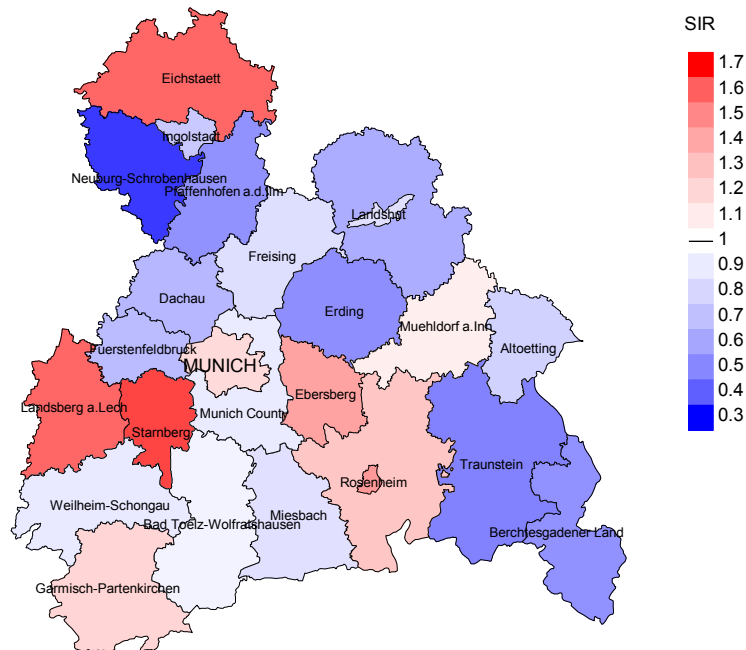 SIR
1.7
1.6
1.5
1.4
1.3
1.2
1.1
1
0.9
0.8
0.7
0.6
0.5
0.4
0.3
Eichstaett
Ingolstadt
Neuburg-Schrobenhausen
Pfaffenhofen a.d.Ilm
Landshut
Freising
Dachau
Erding
Muehldorf a.Inn
Altoetting
Fuerstenfeldbruck
MUNICH
Ebersberg
Landsberg a.Lech
Munich County
Starnberg
Traunstein
Rosenheim
Weilheim-Schongau
Miesbach
Bad Toelz-Wolfratshausen
Berchtesgadener Land
Garmisch-Partenkirchen